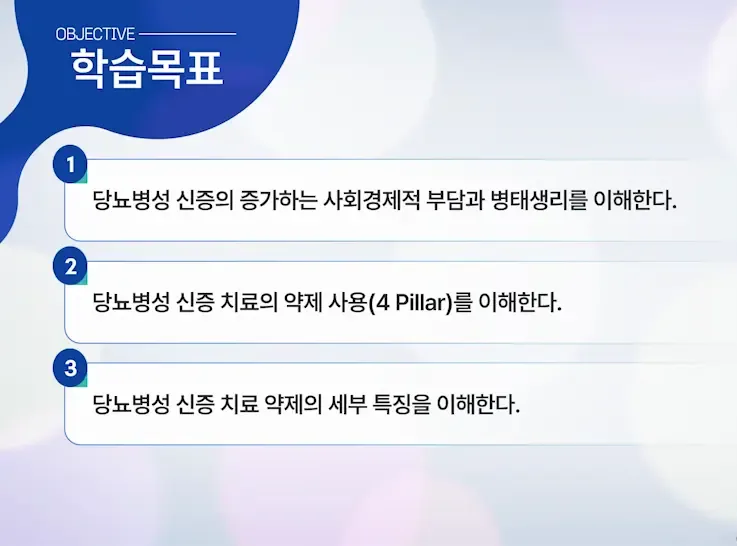 OBJECTIVE
학습목표
1
당뇨병성 신증의 증가하는 사회경제적 부담과 병태생리를 이해한다.
2
당뇨병성 신증 치료의 약제 사용(4 Pillar)를 이해한다.
3
당뇨병성 신증 치료 약제의 세부 특징을 이해한다.